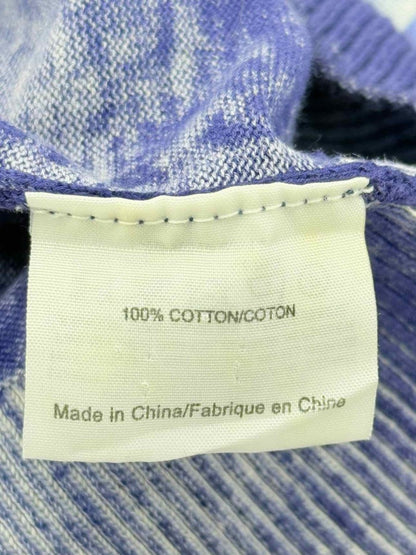 100% COTTON/COTON
Made in China/Fabrique en Chine